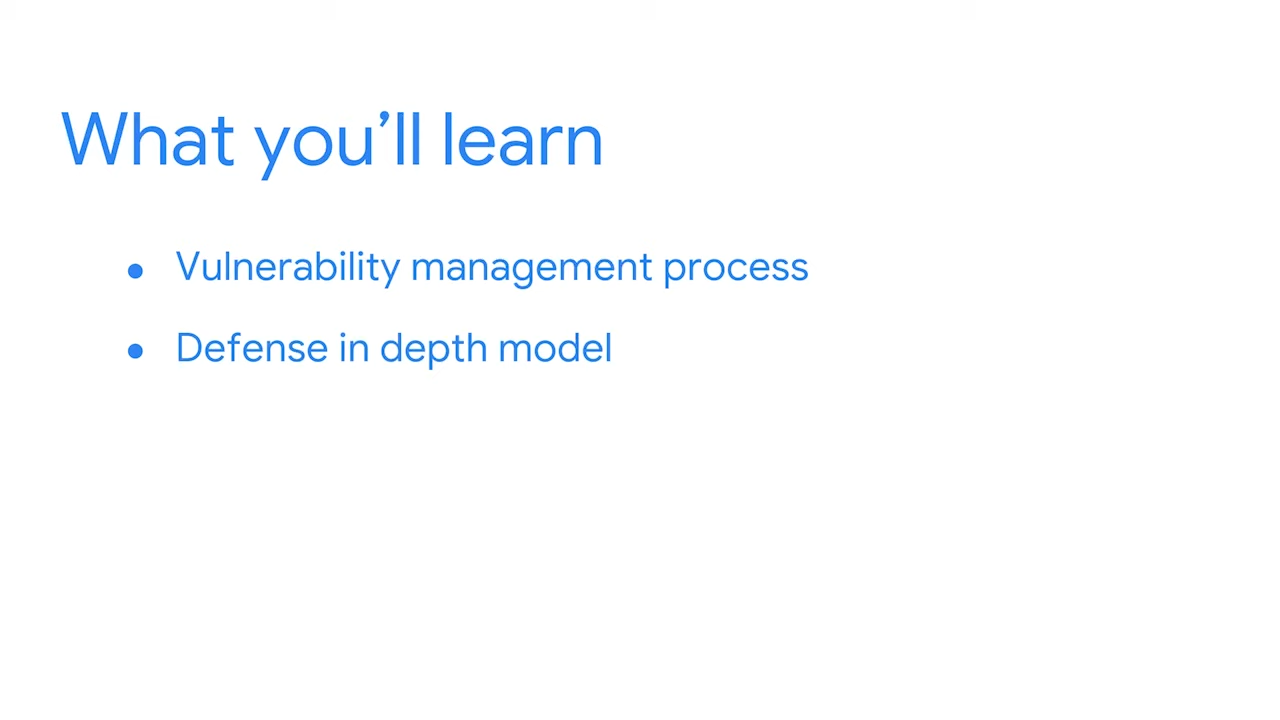 What you’ll learn
● Vulnerability management process
● Defense in depth model